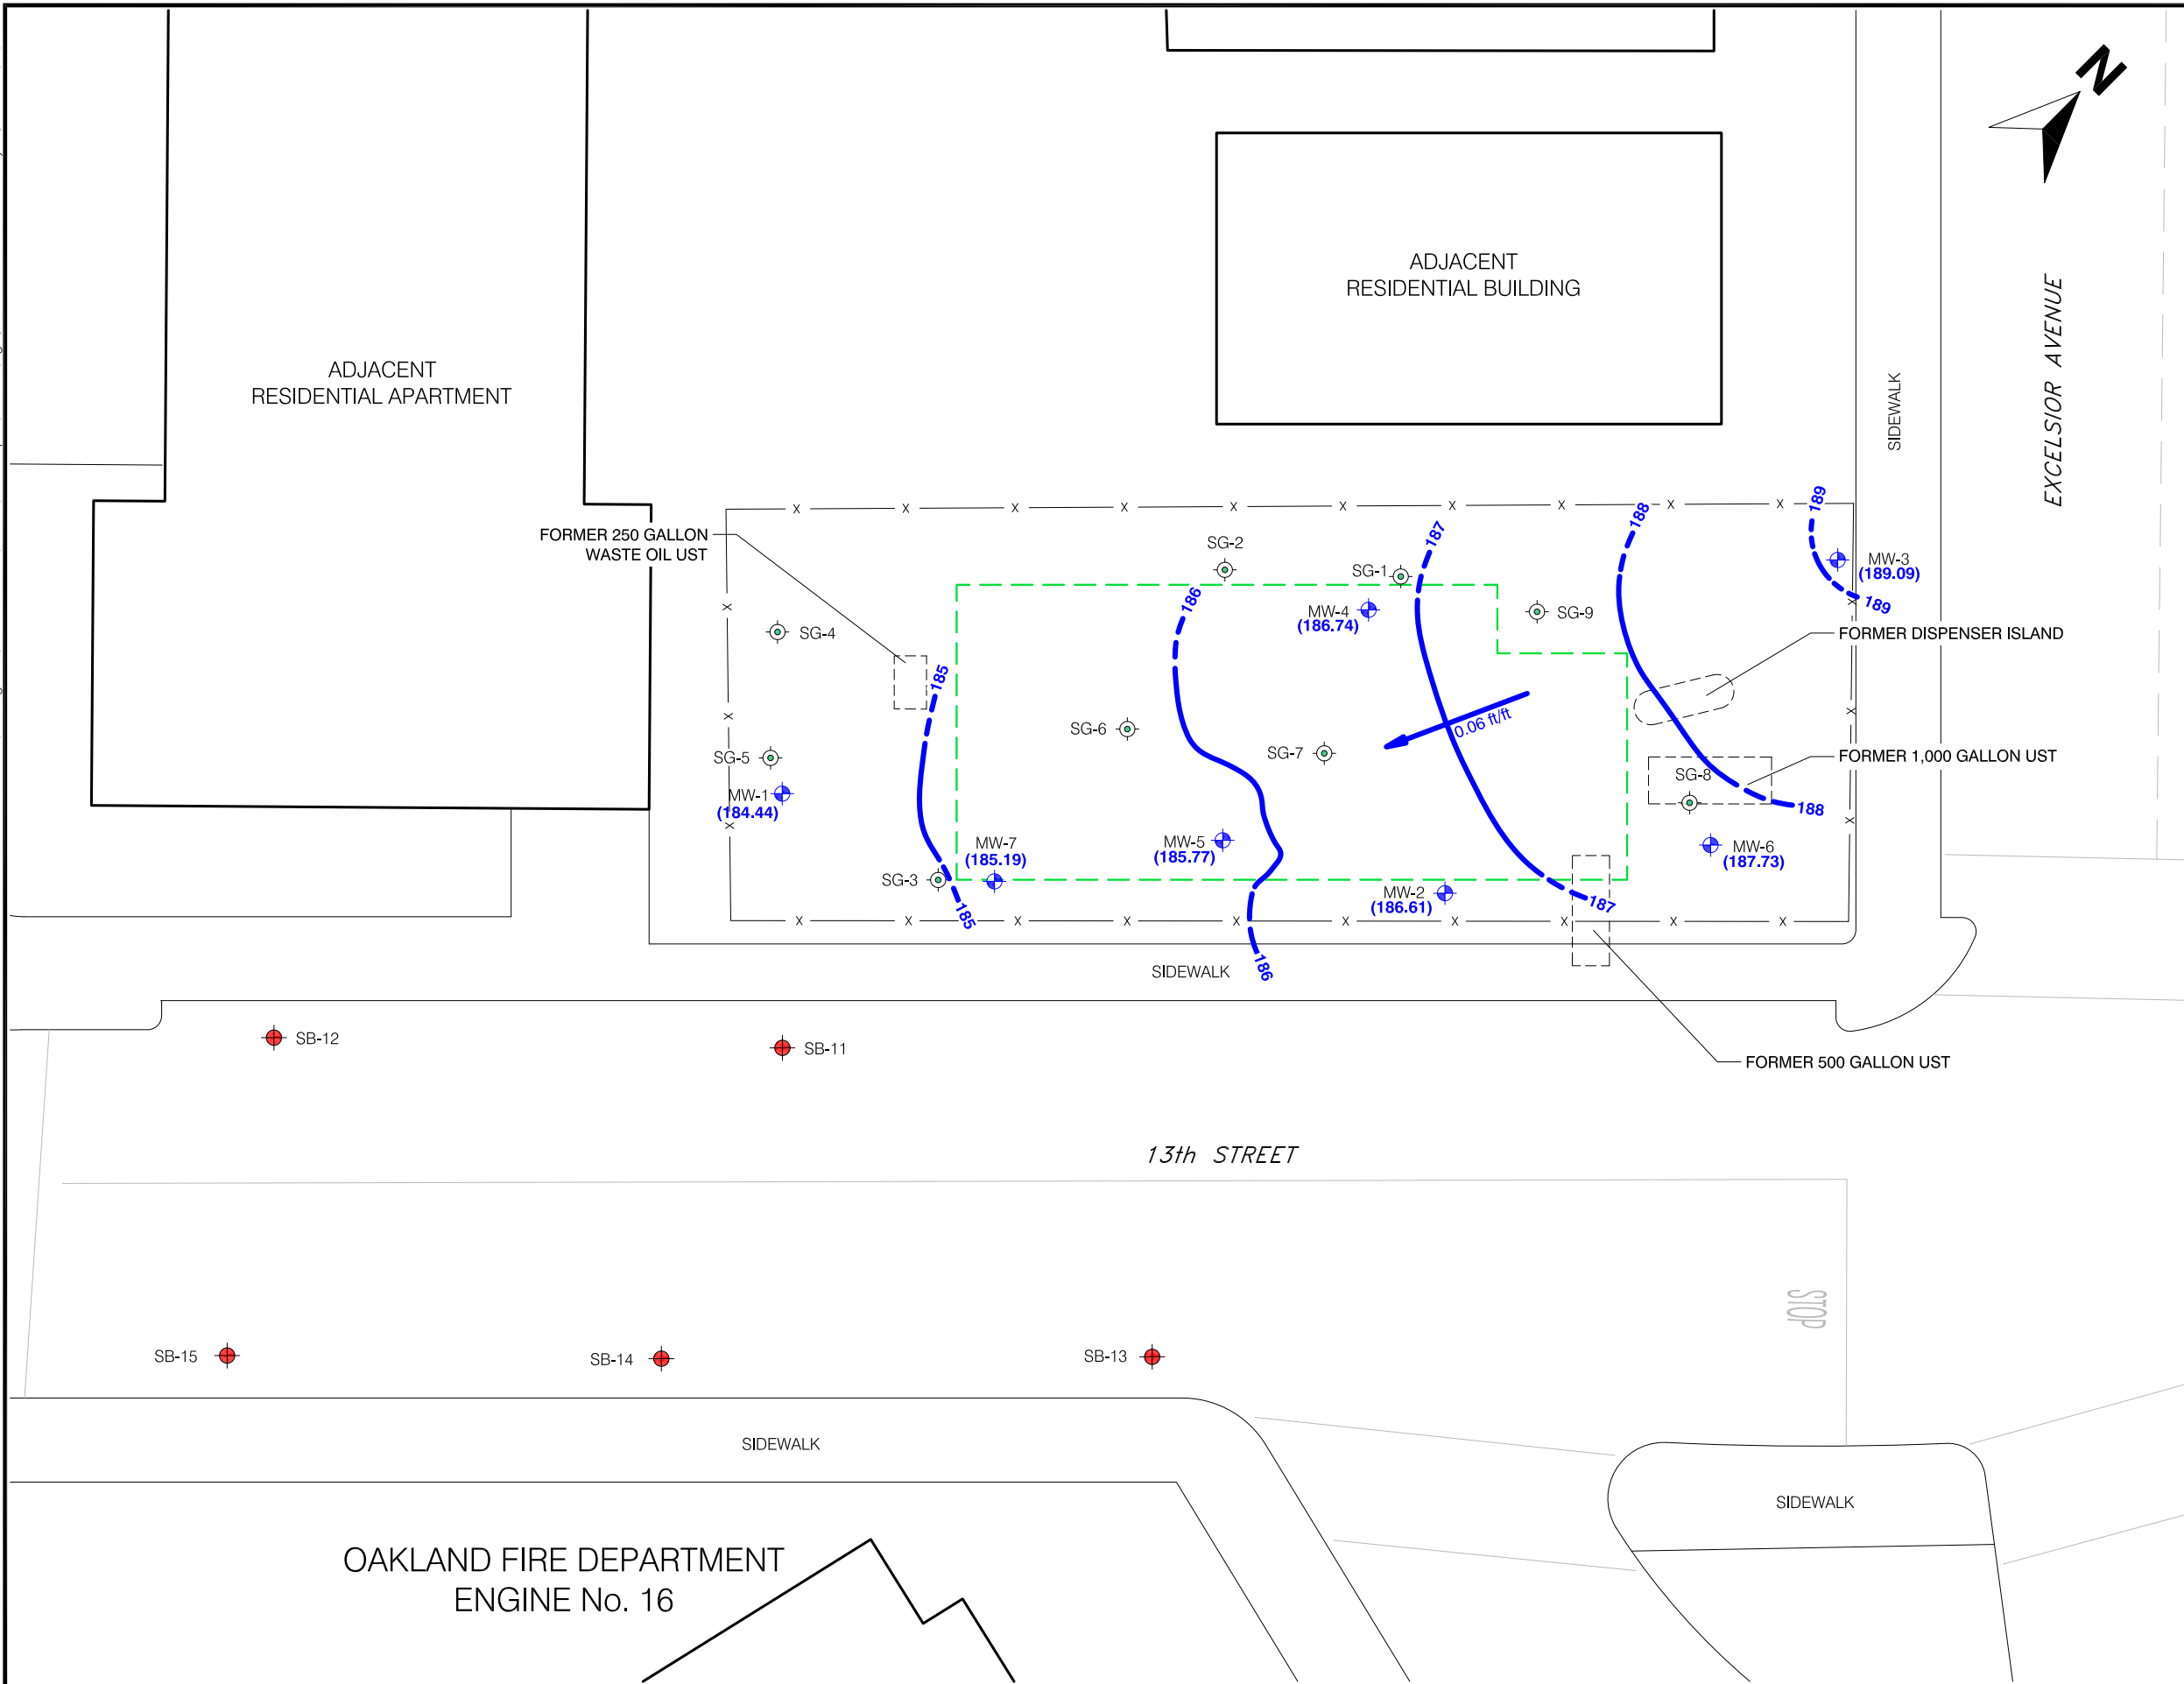 N
ADJACENT
RESIDENTIAL BUILDING
EXCELSIOR AVENUE
SIDEWALK
ADJACENT
RESIDENTIAL APARTMENT
FORMER 250 GALLON
WASTE OIL UST
X X X X X X X X X X
189
188
187
186
185
SG-2
SG-1
MW-3
(189.09)
189
MW-4
(186.74)
SG-9
SG-4
X
X
FORMER DISPENSER ISLAND
0.06 ft/ft
SG-6
SG-7
X
X
SG-5
FORMER 1,000 GALLON UST
SG-8
MW-1
(184.44)
188
X
X
MW-7
(185.19)
MW-5
(185.77)
MW-6
(187.73)
SG-3
MW-2
(186.61)
187
185
X X X X X X X X X X
186
SIDEWALK
SB-12
SB-11
FORMER 500 GALLON UST
13th STREET
STOP
SB-15
SB-14
SB-13
SIDEWALK
SIDEWALK
OAKLAND FIRE DEPARTMENT
ENGINE No. 16